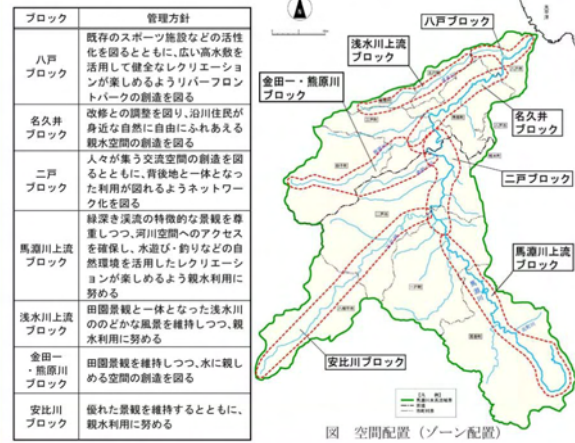 ブロック
管理方針
八戸
ブロック
既存のスポーツ施設などの活性
化を図るとともに、広い高水敷を
活用して健全なレクリエーショ
ンが楽しめるようリバーフロン
トパークの創造を図る
名久井
ブロック
改修との調整を図り、沿川住民が
身近な自然に自由にふれあえる
親水空間の創造を図る
二戸
ブロック
人々が集う交流空間の創造を図
るとともに、背後地と一体となっ
た利用が図れるようネットワー
ク化を図る
馬淵川上流
ブロック
緑深き渓流の特徴的な景観を尊
重しつつ、河川空間へのアクセス
を確保し、水遊び・釣りなどの自
然環境を活用したレクリエーシ
ョンが楽しめるよう親水利用に
努める
浅水川上流
ブロック
田園景観と一体となった浅水川
ののどかな風景を維持しつつ、親
水利用に努める
金田一
・熊原川
ブロック
田園景観を維持しつつ、水に親し
める空間の創造を図る
安比川
ブロック
優れた景観を維持するとともに、
親水利用に努める
八戸ブロック
浅水川上流
ブロック
金田一・熊原川
ブロック
名久井
ブロック
二戸ブロック
馬淵川上流
ブロック
安比川ブロック
図 空間配置（ゾーン配置）